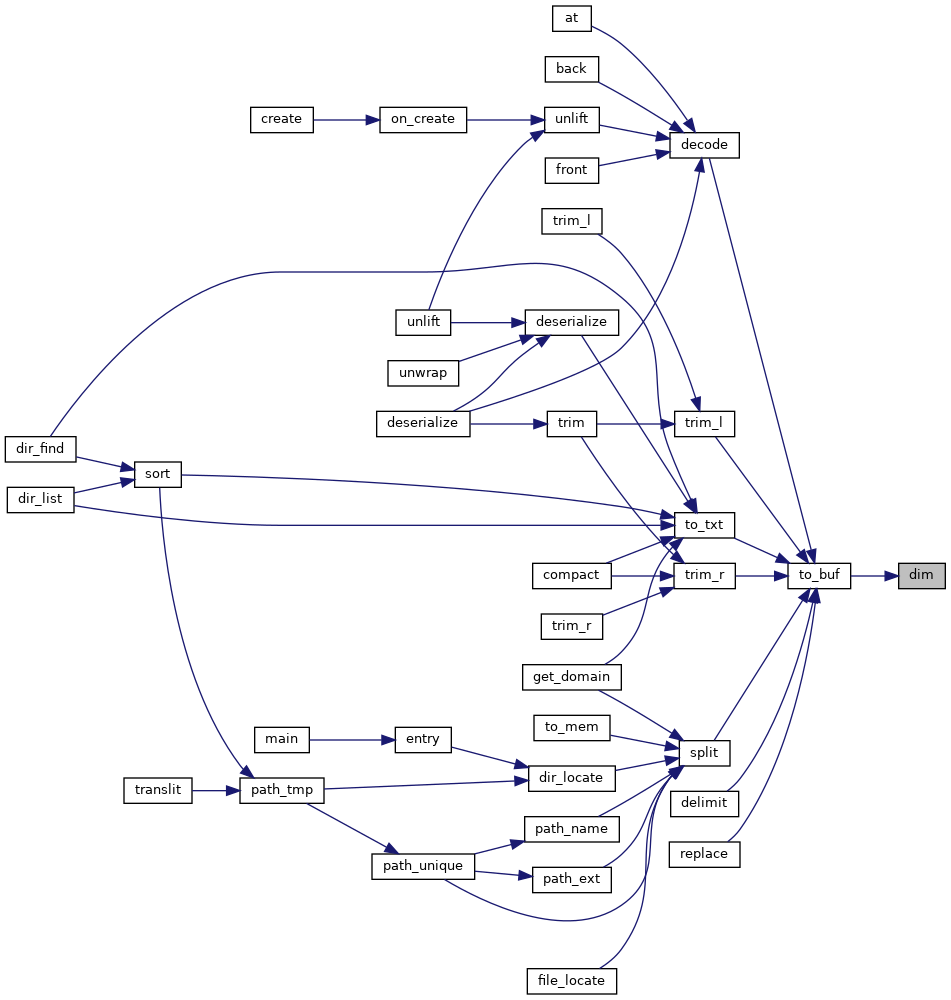 at
back
create
on_create
unlift
decode
front
trim_l
unlift
deserialize
unwrap
deserialize
trim
trim_l
dir_find
sort
dir_list
to_txt
compact
trim_r
to_buf
dim
trim_r
get_domain
to_mem
main
entry
split
dir_locate
translit
path_tmp
delimit
path_name
replace
path_unique
path_ext
file_locate